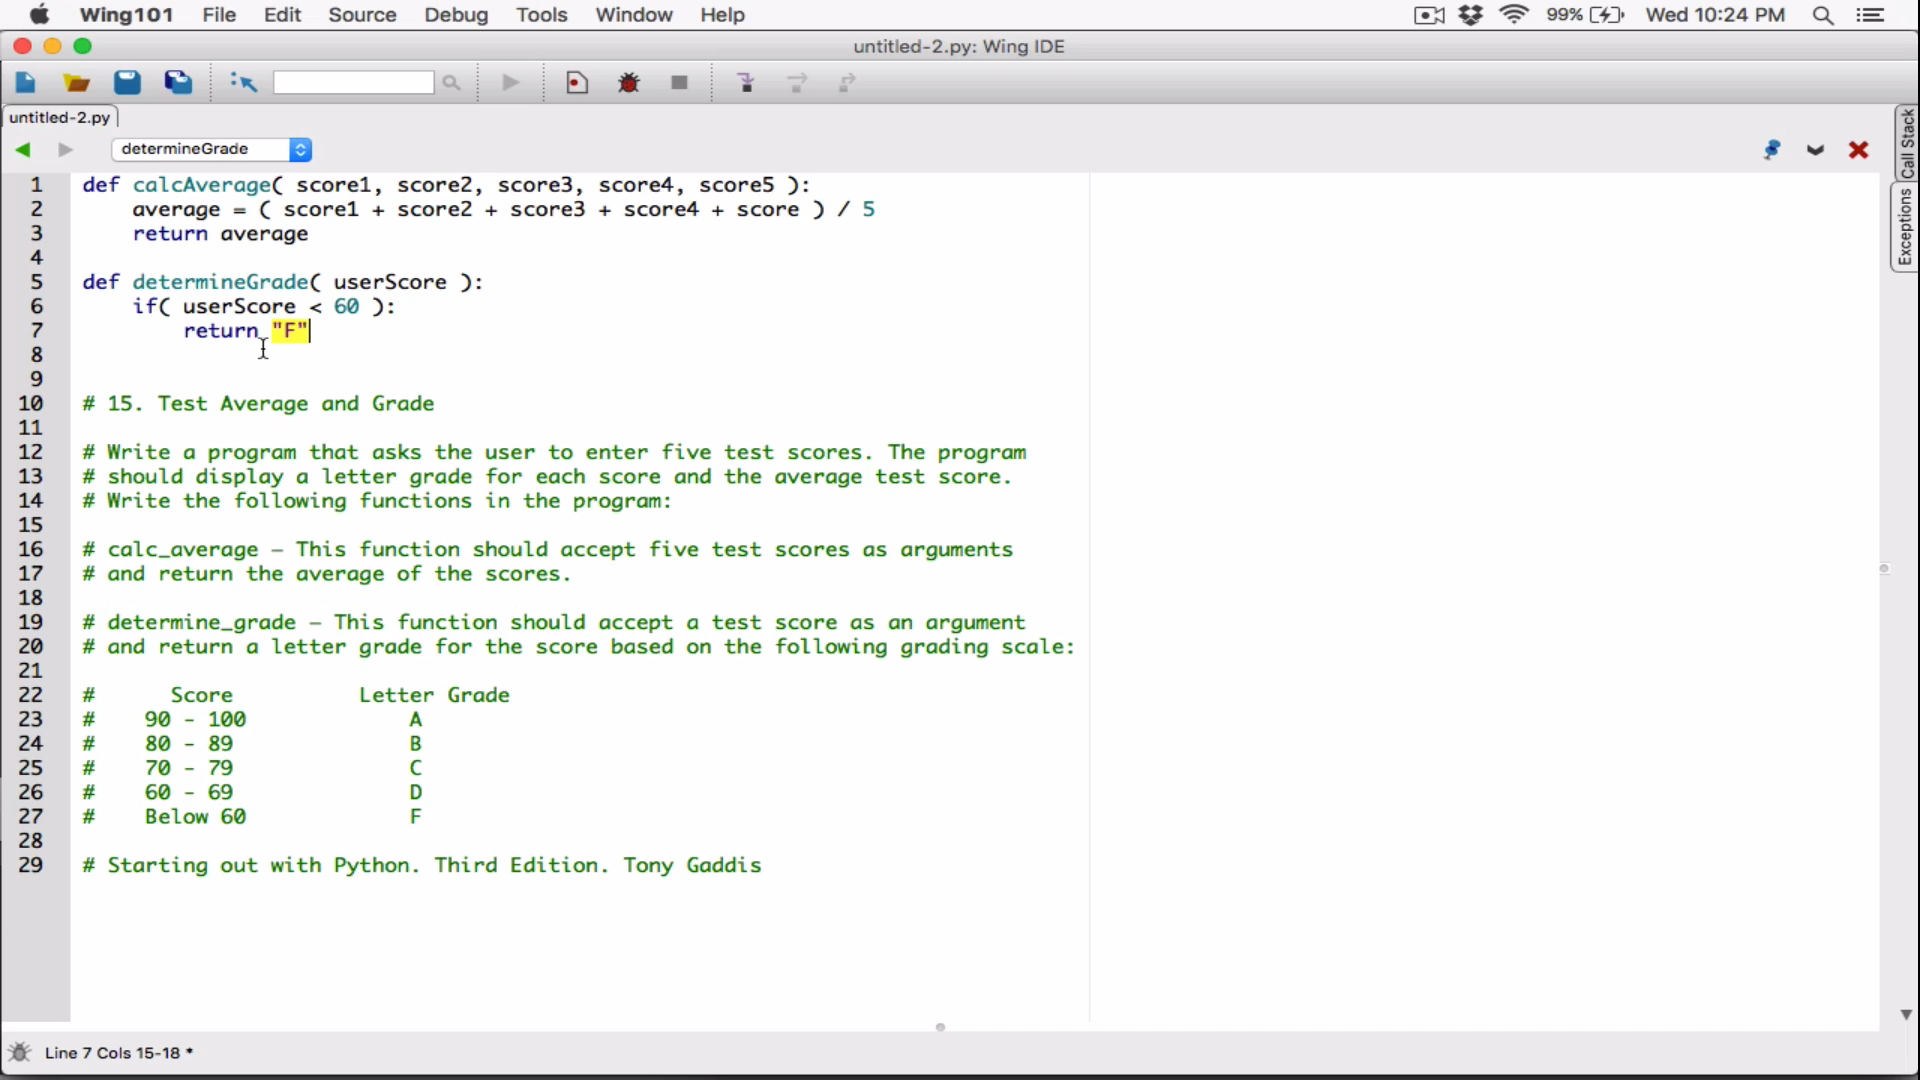 Wing101 File Edit Source Debug Tools Window Help 99% Wed 10:24 PM
untitled-2.py: Wing IDE
untitled-2.py
determineGrade
Call Stack
Exceptions
1 def calcAverage( score1, score2, score3, score4, score5 ):
2 average = ( score1 + score2 + score3 + score4 + score ) / 5
3 return average
4
5 def determineGrade( userScore ):
6 if( userScore < 60 ):
7 return "F"
8
9
10 # 15. Test Average and Grade
11
12 # Write a program that asks the user to enter five test scores. The program
13 # should display a letter grade for each score and the average test score.
14 # Write the following functions in the program:
15
16 # calc_average – This function should accept five test scores as arguments
17 # and return the average of the scores.
18
19 # determine_grade – This function should accept a test score as an argument
20 # and return a letter grade for the score based on the following grading scale:
21
22 # Score Letter Grade
23 # 90 - 100 A
24 # 80 - 89 B
25 # 70 - 79 C
26 # 60 - 69 D
27 # Below 60 F
28
29 # Starting out with Python. Third Edition. Tony Gaddis
Line 7 Cols 15-18 *